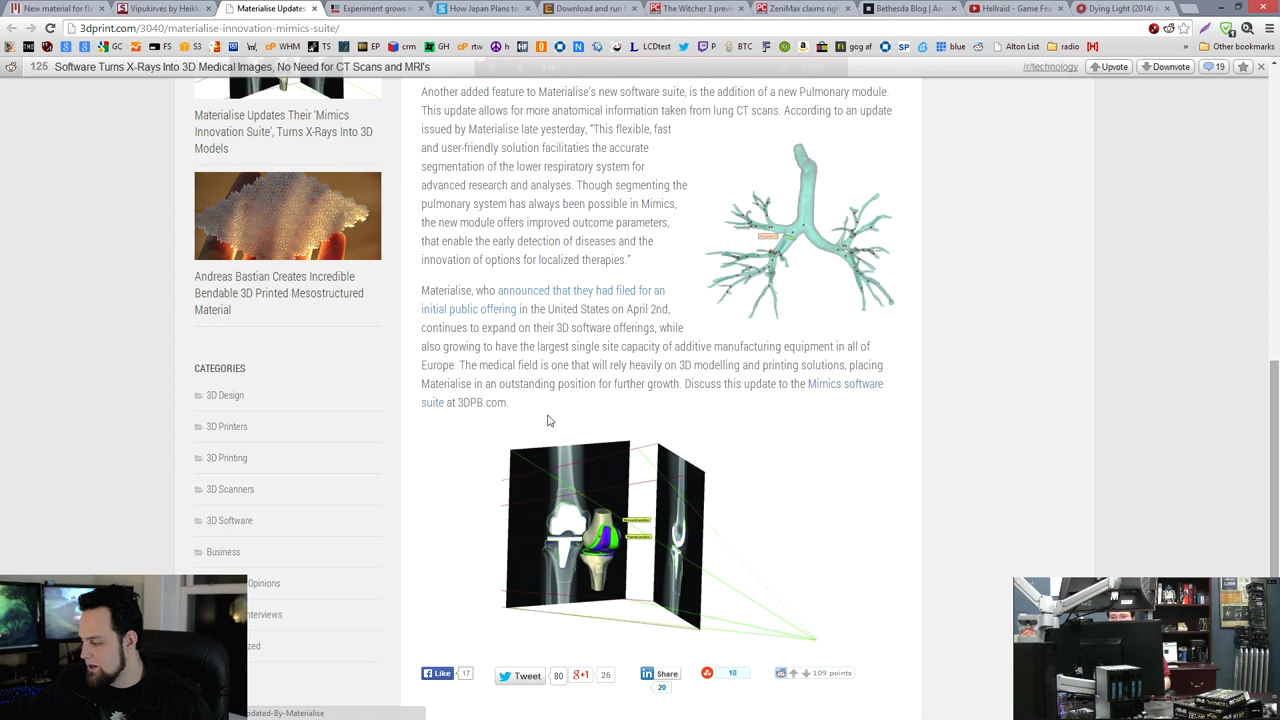 New material for fla
Vipukirves by Heikki
Materialise Updates
Experiment grows n
How Japan Plans to
Download and run t
The Witcher 3 previe
ZeniMax claims righ
Bethesda Blog | An
Hellraid - Game Fea
Dying Light (2014) i
3dprint.com/3040/materialise-innovation-mimics-suite/
GC
FS
WHM
TS
EP
crm
GH
rtw
h
LCDtest
P
BTC
Fi
gog af
SP
blue
Alton List
radio
Other bookmarks
125 Software Turns X-Rays Into 3D Medical Images, No Need for CT Scans and MRI's
/r/technology Upvote Downvote 19
Materialise Updates Their 'Mimics
Innovation Suite', Turns X-Rays Into 3D
Models
Andreas Bastian Creates Incredible
Bendable 3D Printed Mesostructured
Material
CATEGORIES
3D Design
3D Printers
3D Printing
3D Scanners
3D Software
Business
Opinions
nterviews
zed
Another added feature to Materialise's new software suite, is the addition of a new Pulmonary module.
This update allows for more anatomical information taken from lung CT scans. According to an update
issued by Materialise late yesterday, "This flexible, fast
and user-friendly solution facilitaties the accurate
segmentation of the lower respiratory system for
advanced research and analyses. Though segmenting the
pulmonary system has always been possible in Mimics,
the new module offers improved outcome parameters,
that enable the early detection of diseases and the
innovation of options for localized therapies."
Materialise, who announced that they had filed for an
initial public offering in the United States on April 2nd,
continues to expand on their 3D software offerings, while
also growing to have the largest single site capacity of additive manufacturing equipment in all of
Europe. The medical field is one that will rely heavily on 3D modelling and printing solutions, placing
Materialise in an outstanding position for further growth. Discuss this update to the Mimics software
suite at 3DPB.com.
Like 17
Tweet 80
+1 26
Share
20
18
109 points
updated-By-Materialise